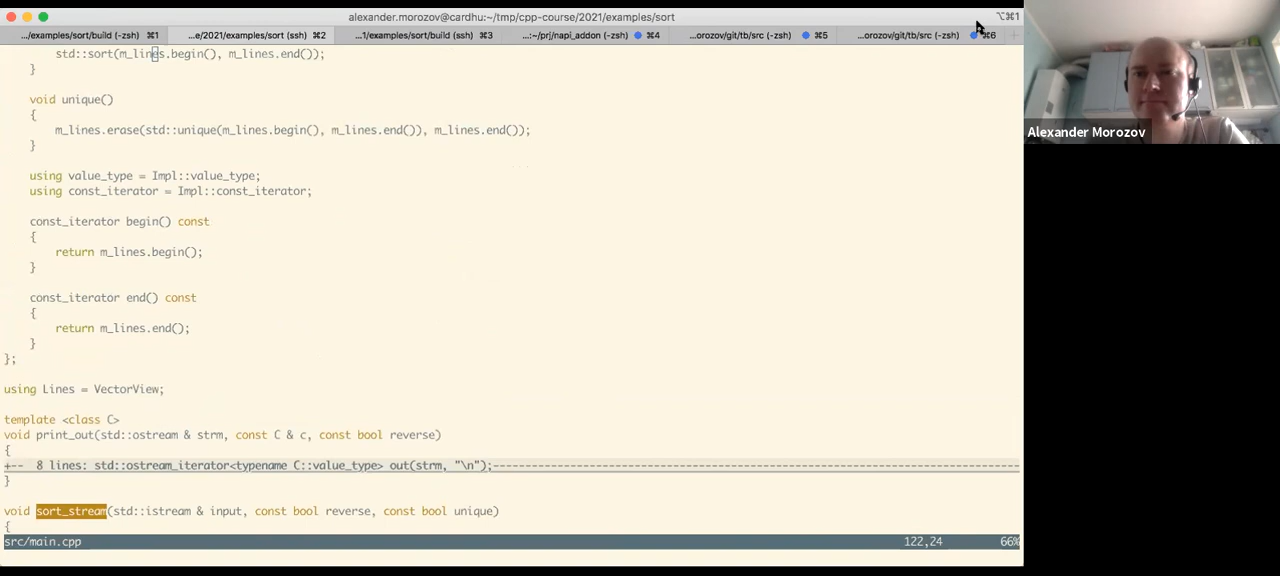 alexander.morozov@cardhu:~/tmp/cpp-course/2021/examples/sort
⌥⌘1
.../examples/sort/build (-zsh) ⌘1
...e/2021/examples/sort (ssh) ⌘2
...1/examples/sort/build (ssh) ⌘3
...:~/prj/napi_addon (-zsh) ⌘4
...orozov/git/tb/src (-zsh) ⌘5
...orozov/git/tb/src (-zsh) ⌘6
std::sort(m_lines.begin(), m_lines.end());
}
void unique()
{
m_lines.erase(std::unique(m_lines.begin(), m_lines.end()), m_lines.end());
}
using value_type = Impl::value_type;
using const_iterator = Impl::const_iterator;
const_iterator begin() const
{
return m_lines.begin();
}
const_iterator end() const
{
return m_lines.end();
}
};
using Lines = VectorView;
template <class C>
void print_out(std::ostream & strm, const C & c, const bool reverse)
{
+--  8 lines: std::ostream_iterator<typename C::value_type> out(strm, "\n");---------------------------------------------------------------------------------
}
void sort_stream(std::istream & input, const bool reverse, const bool unique)
{
src/main.cpp 122,24 66%
Alexander Morozov